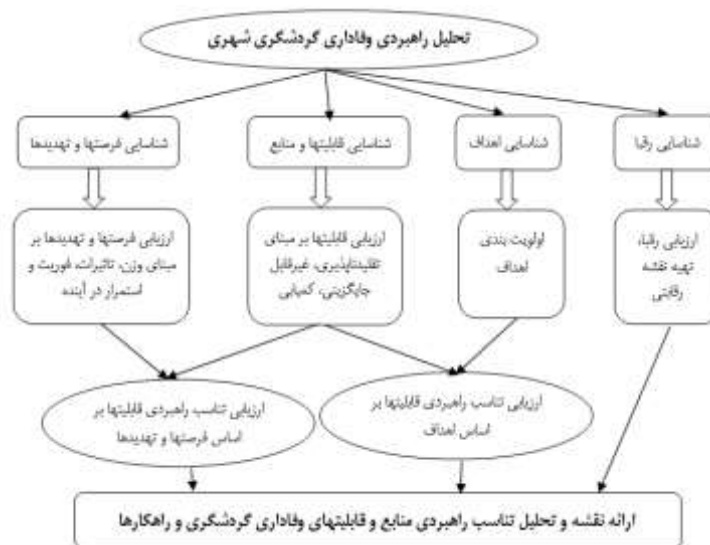 تحلیل راهبردی وفاداری گردشگری شهری
شناسایی رقبا
شناسایی اهداف
شناسایی قابلیتها و منابع
شناسایی فرصتها و تهدیدها
ارزیابی رقبا،
تهیه نقشه
رقابتی
اولویت بندی
اهداف
ارزیابی قابلیتها بر مبنای
تقلیدناپذیری، غیرقابل
جایگزینی، کمیابی
ارزیابی فرصتها و تهدیدها بر
مبنای وزن، تاثیرات، فوریت و
استمرار در آینده
ارزیابی تناسب راهبردی قابلیتها بر
اساس اهداف
ارزیابی تناسب راهبردی قابلیتها بر
اساس فرصتها و تهدیدها
ارائه نقشه و تحلیل تناسب راهبردی منابع و قابلیتهای وفاداری گردشگری و راهکارها